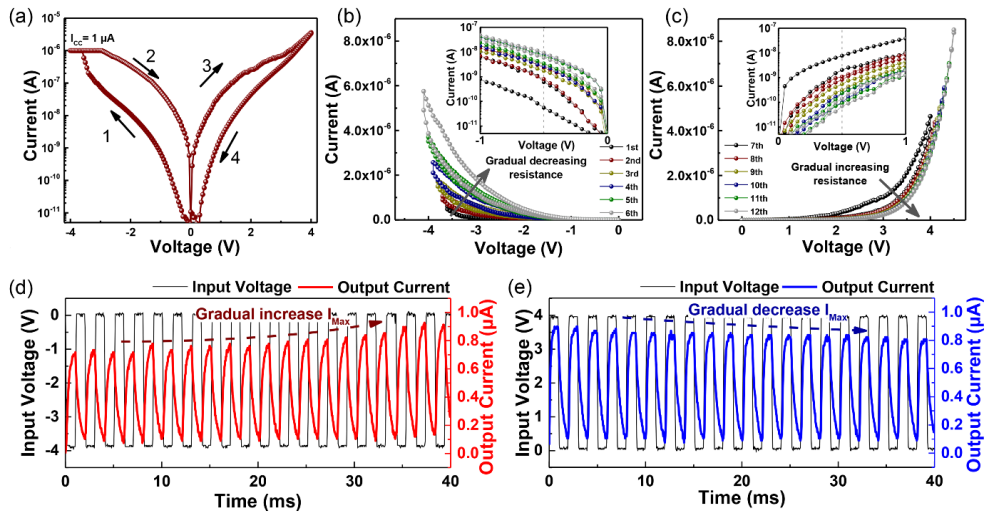 (a)
I_CC = 1 µA
10^-5
10^-6
10^-7
10^-8
10^-9
10^-10
10^-11
Current (A)
1
2
3
4
-4 -2 0 2 4
Voltage (V)
(b)
8.0x10^-6
6.0x10^-6
4.0x10^-6
2.0x10^-6
0.0
Current (A)
10^-7
10^-8
10^-9
10^-10
10^-11
Current (A)
-1 0
Voltage (V)
Gradual decreasing
resistance
1st
2nd
3rd
4th
5th
6th
-4 -3 -2 -1 0
Voltage (V)
(c)
8.0x10^-6
6.0x10^-6
4.0x10^-6
2.0x10^-6
0.0
Current (A)
10^-7
10^-8
10^-9
10^-10
10^-11
Current (A)
0 1
Voltage (V)
7th
8th
9th
10th
11th
12th
Gradual increasing
resistance
0 1 2 3 4
Voltage (V)
(d)
Input Voltage Output Current
Gradual increase I_Max
0
-1
-2
-3
-4
Input Voltage (V)
1.0
0.8
0.6
0.4
0.2
0.0
Output Current (µA)
0 5 10 15 20 25 30 35 40
Time (ms)
(e)
Input Voltage Output Current
Gradual decrease I_Max
4
3
2
1
0
Input Voltage (V)
1.0
0.8
0.6
0.4
0.2
0.0
Output Current (µA)
0 5 10 15 20 25 30 35 40
Time (ms)